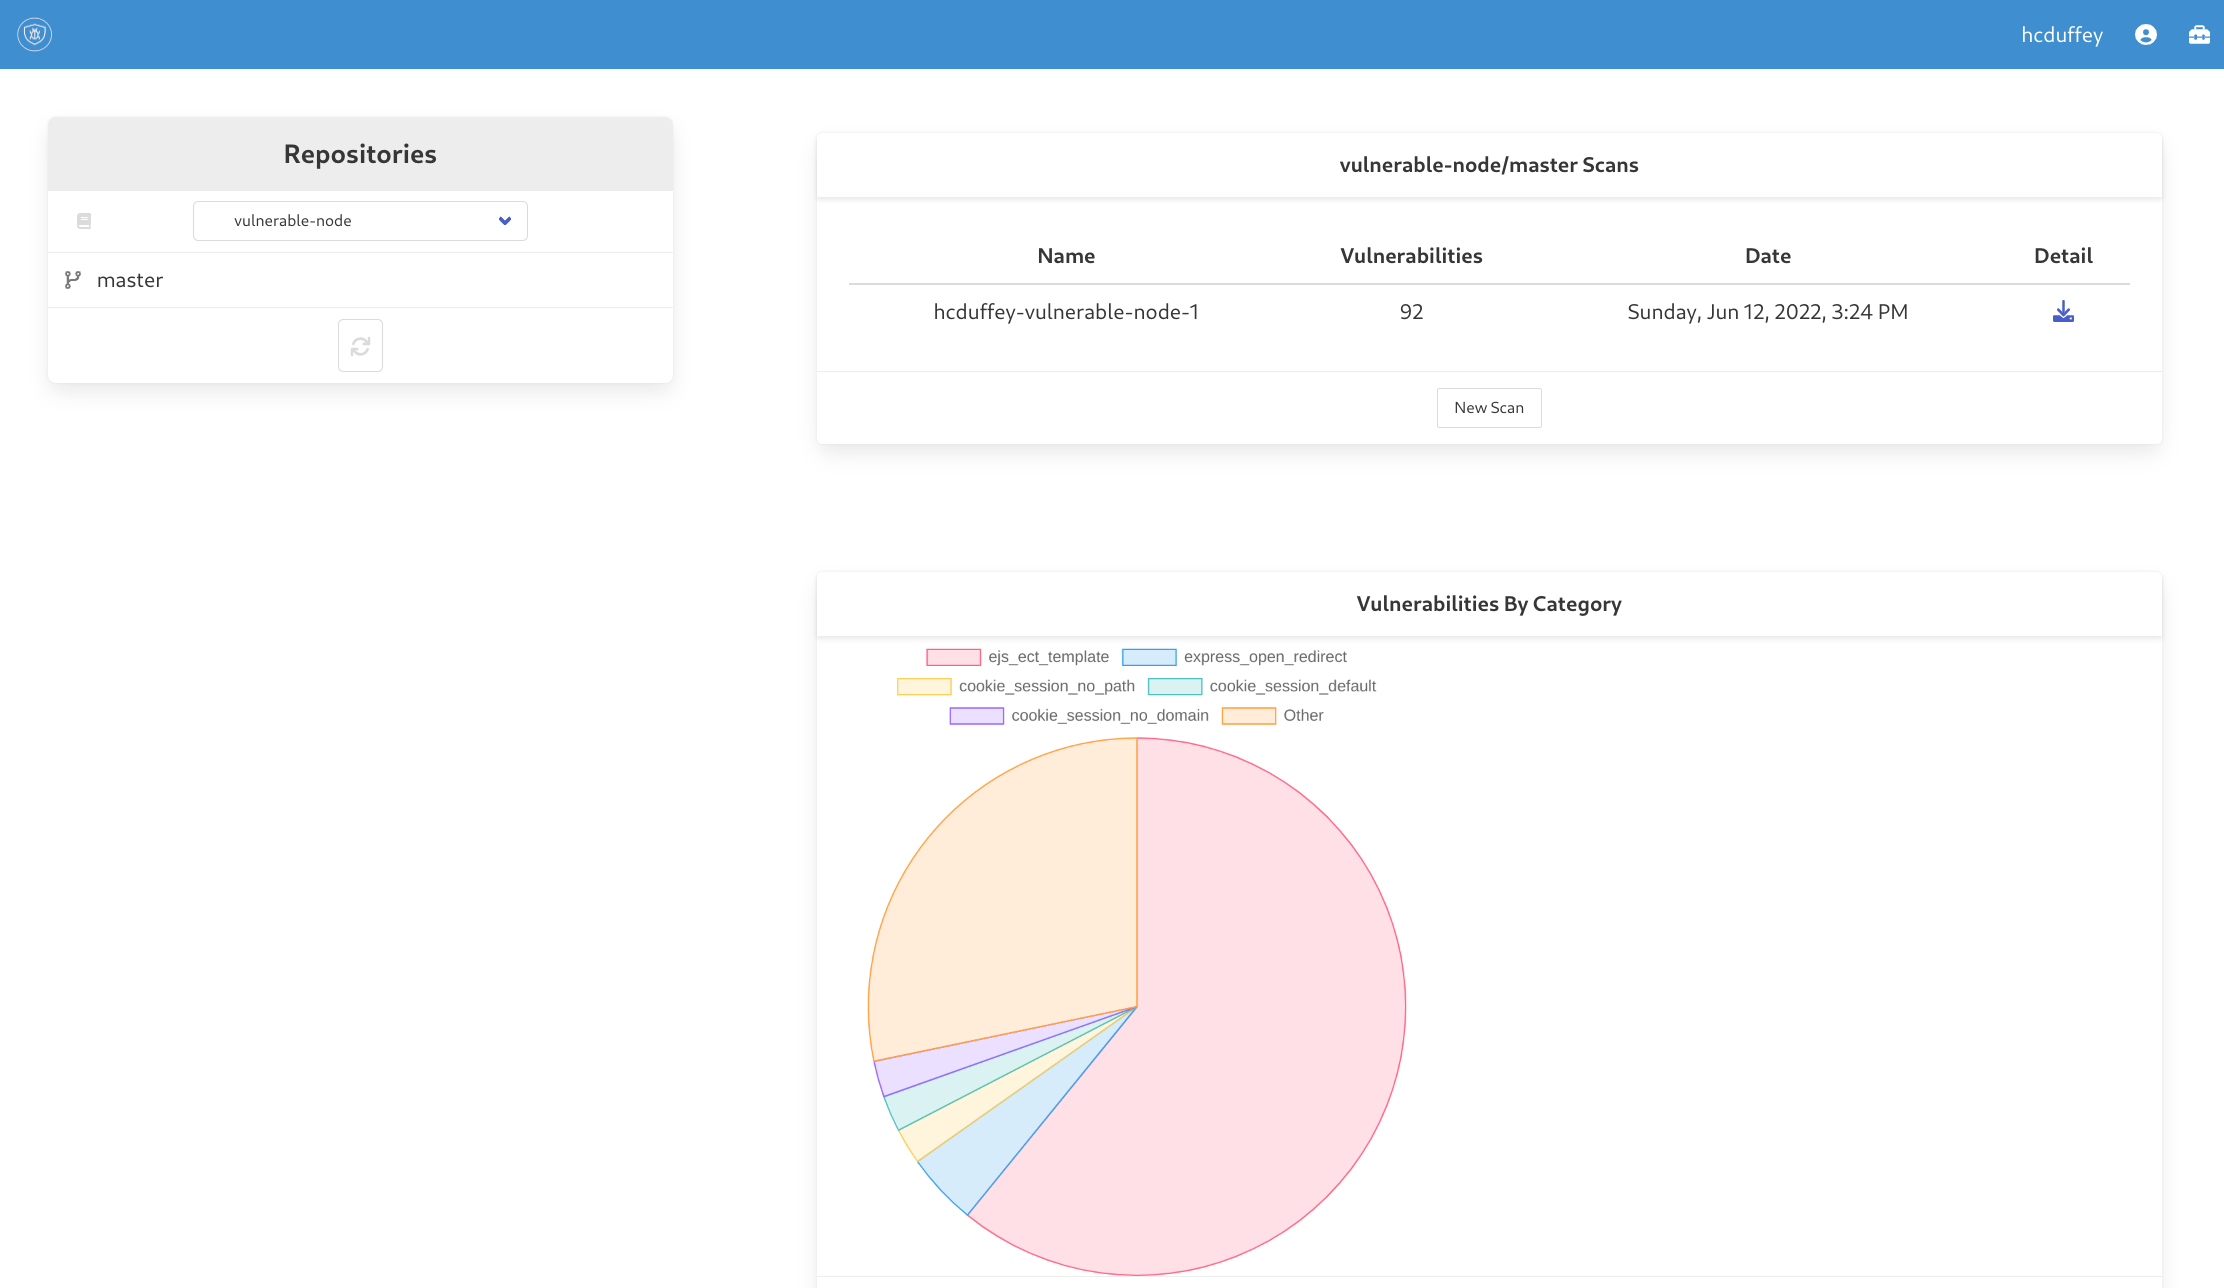 hcduffey
Repositories
vulnerable-node
master
vulnerable-node/master Scans
Name Vulnerabilities Date Detail
hcduffey-vulnerable-node-1 92 Sunday, Jun 12, 2022, 3:24 PM
New Scan
Vulnerabilities By Category
ejs_ect_template express_open_redirect
cookie_session_no_path cookie_session_default
cookie_session_no_domain Other